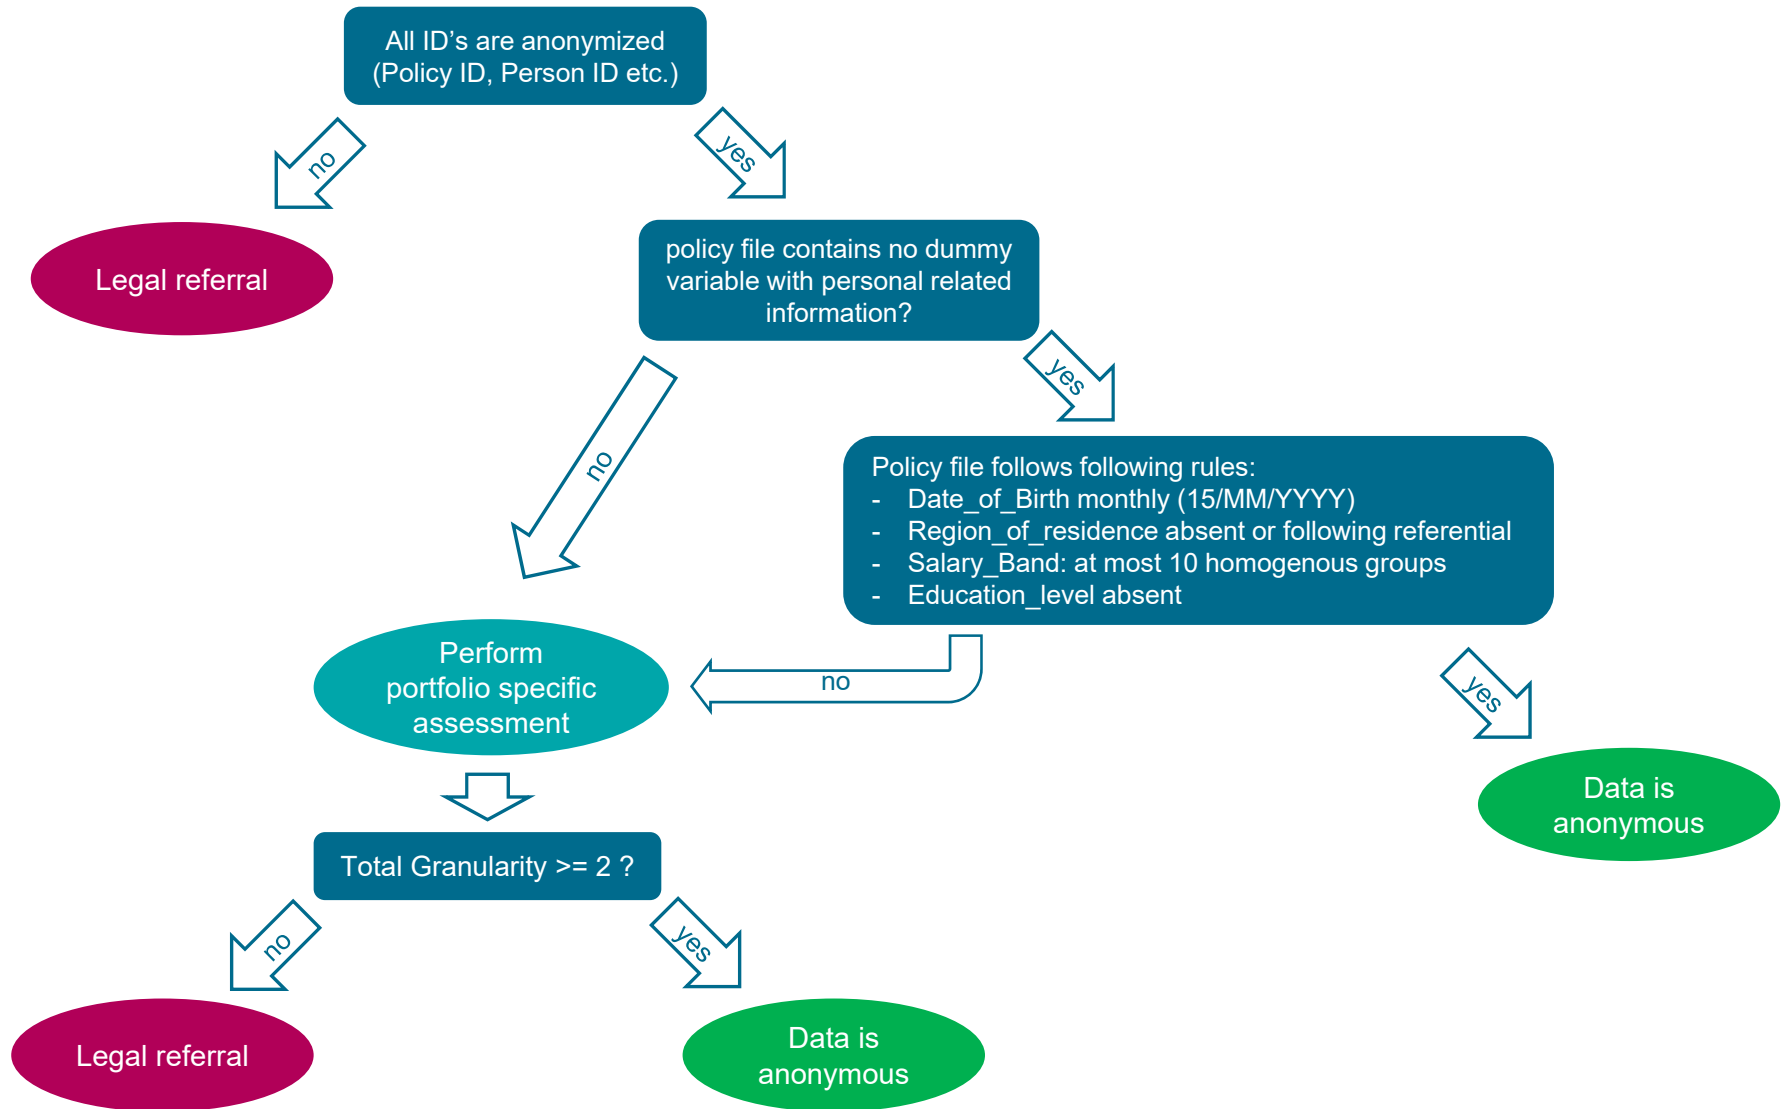 All ID’s are anonymized
(Policy ID, Person ID etc.)
no
yes
Legal referral
policy file contains no dummy
variable with personal related
information?
no
yes
Policy file follows following rules:
- Date_of_Birth monthly (15/MM/YYYY)
- Region_of_residence absent or following referential
- Salary_Band: at most 10 homogenous groups
- Education_level absent
no
yes
Perform
portfolio specific
assessment
Data is
anonymous
Total Granularity >= 2 ?
no
yes
Legal referral
Data is
anonymous